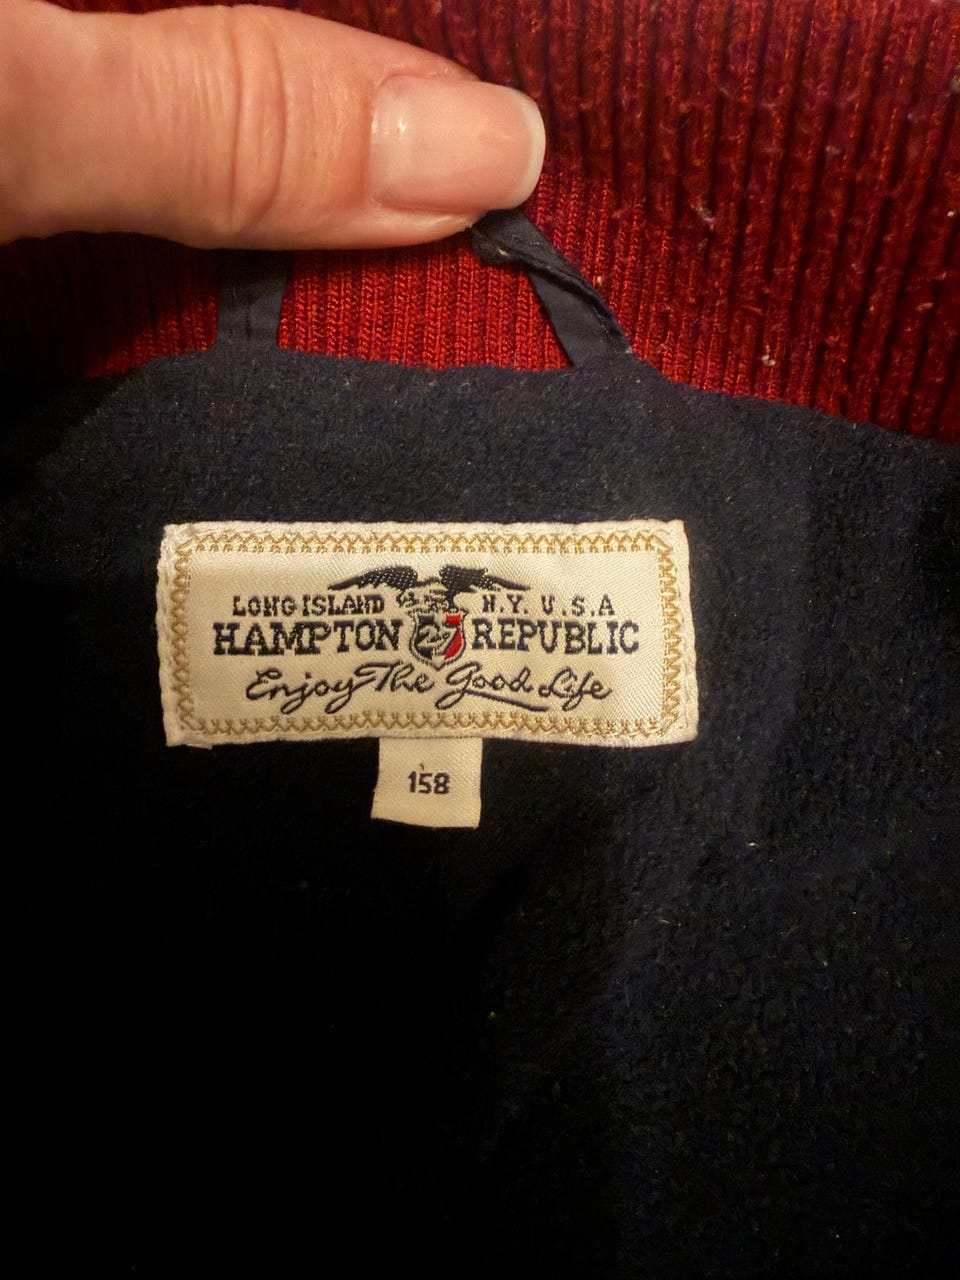 LONG ISLAND N.Y. U.S.A
HAMPTON 27 REPUBLIC
Enjoy The Good Life
158